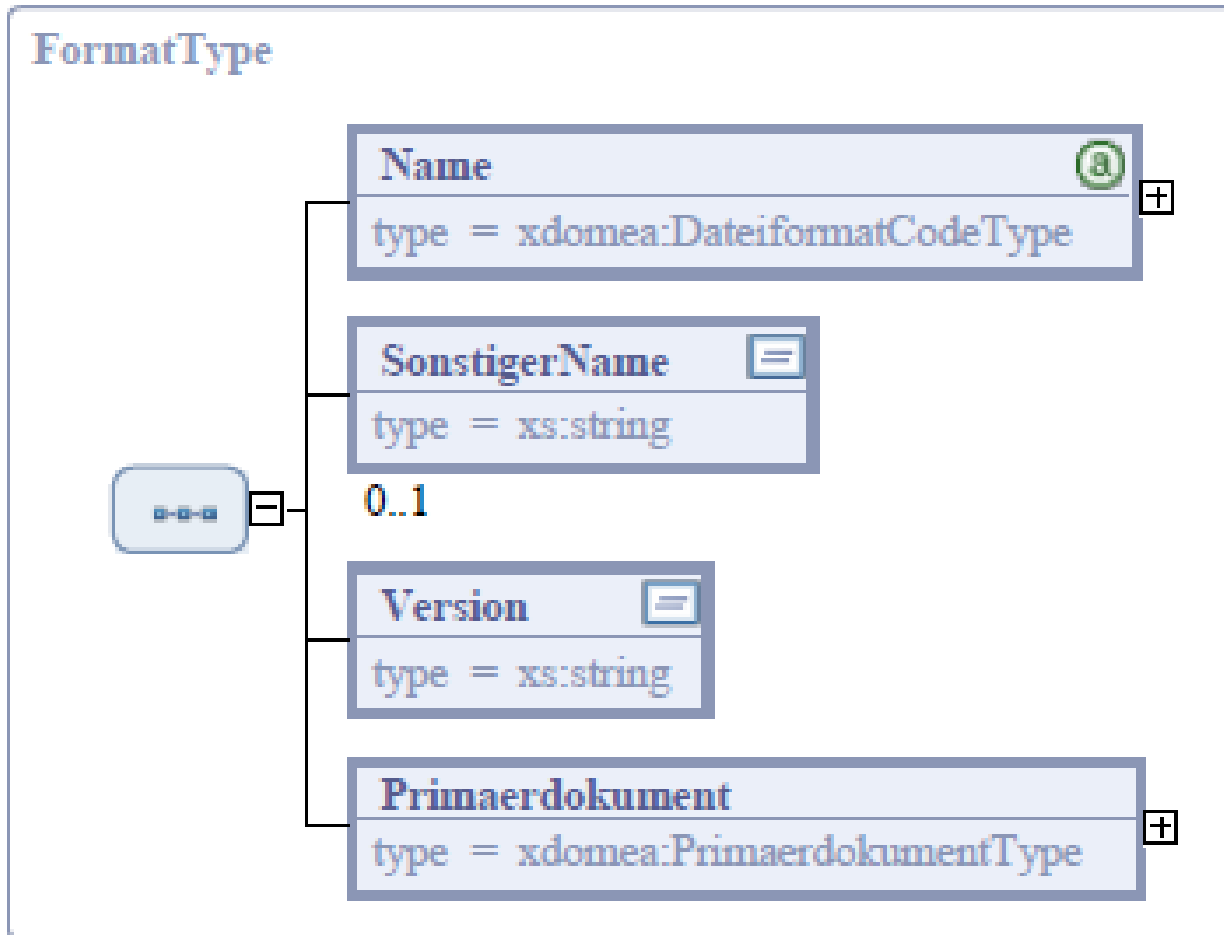 FormatType
Name
a
type = xdomea:DateiformatCodeType
SonstigerName
type = xs:string
0..1
Version
type = xs:string
Primaerdokument
type = xdomea:PrimaerdokumentType